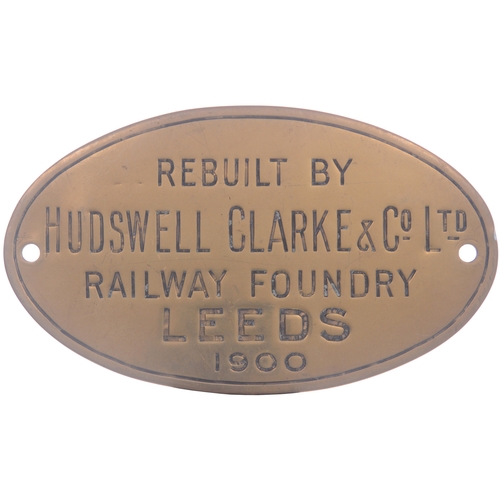 REBUILT BY
HUDSWELL CLARKE & Co LTD
RAILWAY FOUNDRY
LEEDS
1900